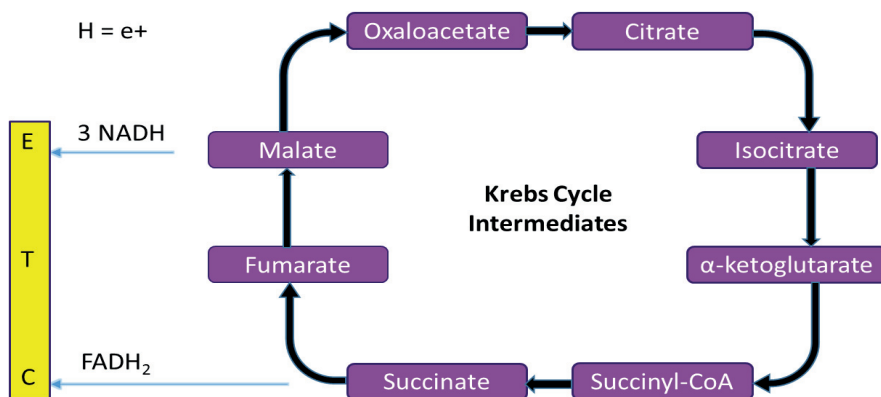 H = e+
Oxaloacetate
Citrate
E
3 NADH
Malate
Isocitrate
Krebs Cycle
Intermediates
T
Fumarate
α-ketoglutarate
FADH₂
C
Succinate
Succinyl-CoA